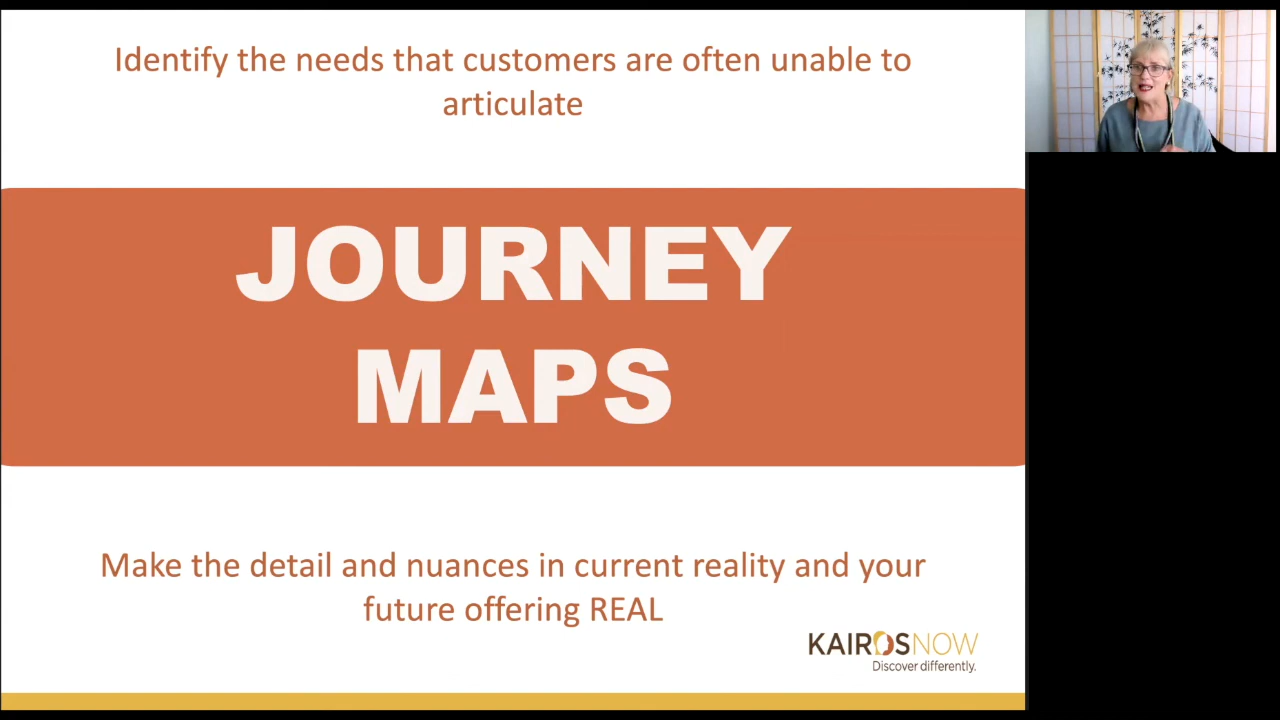 Identify the needs that customers are often unable to
articulate
JOURNEY
MAPS
Make the detail and nuances in current reality and your
future offering REAL
KAIROSNOW
Discover differently.